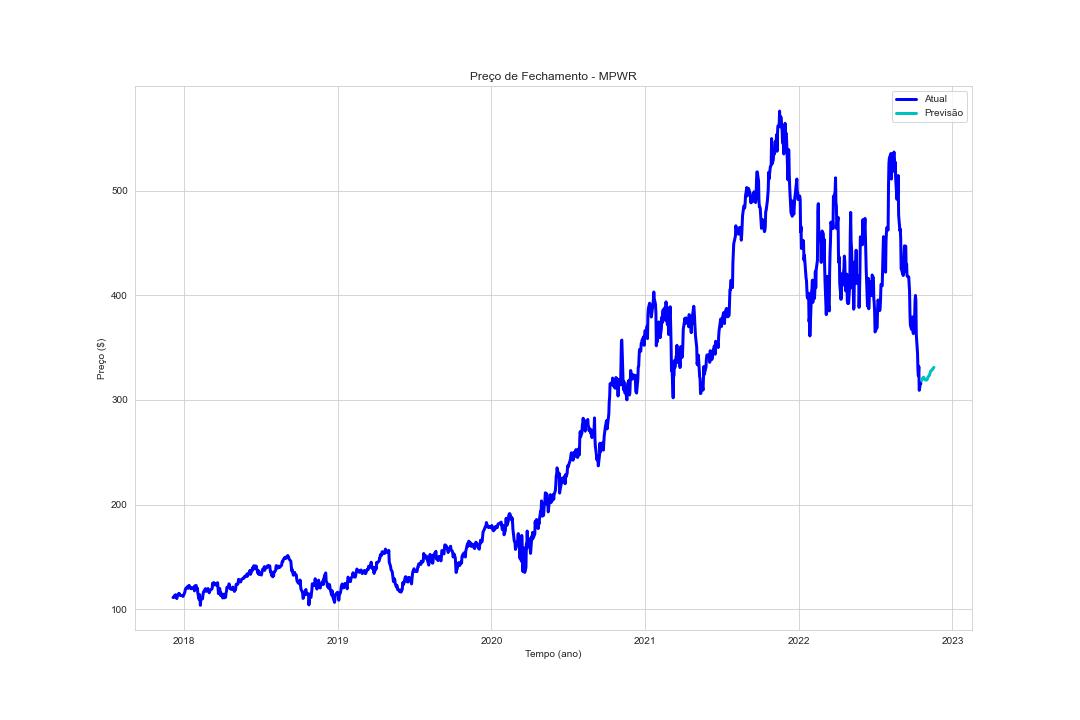 Preço de Fechamento - MPWR
Atual
Previsão
Preço ($)
500
400
300
200
100
2018 2019 2020 2021 2022 2023
Tempo (ano)